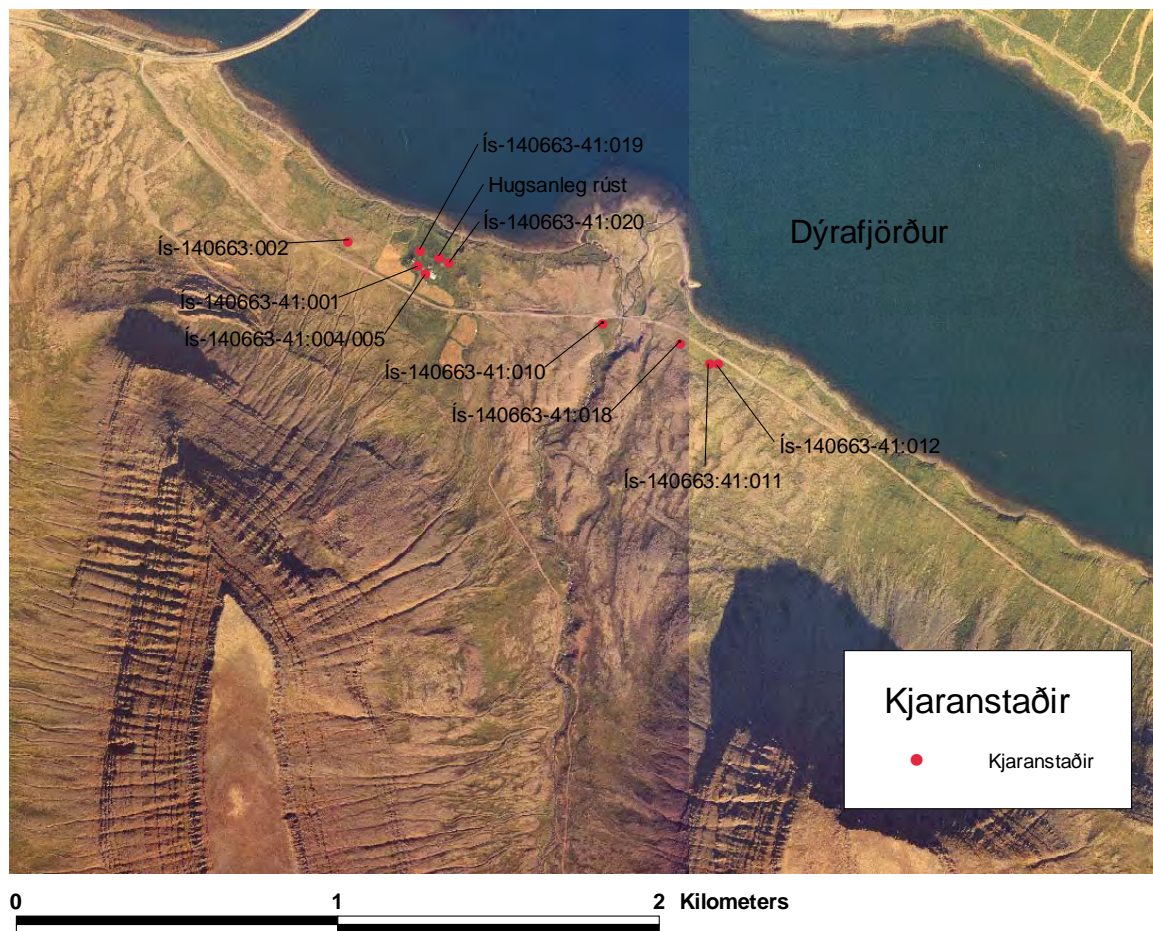 Ís-140663-41:019
Hugsanleg rúst
Ís-140663-41:020
Dýrafjörður
Ís-140663:002
Ís-140663-41:001
Ís-140663-41:004/005
Ís-140663-41:010
Ís-140663-41:018
Ís-140663-41:012
Ís-140663:41:011
Kjaranstaðir
Kjaranstaðir
0 1 2 Kilometers